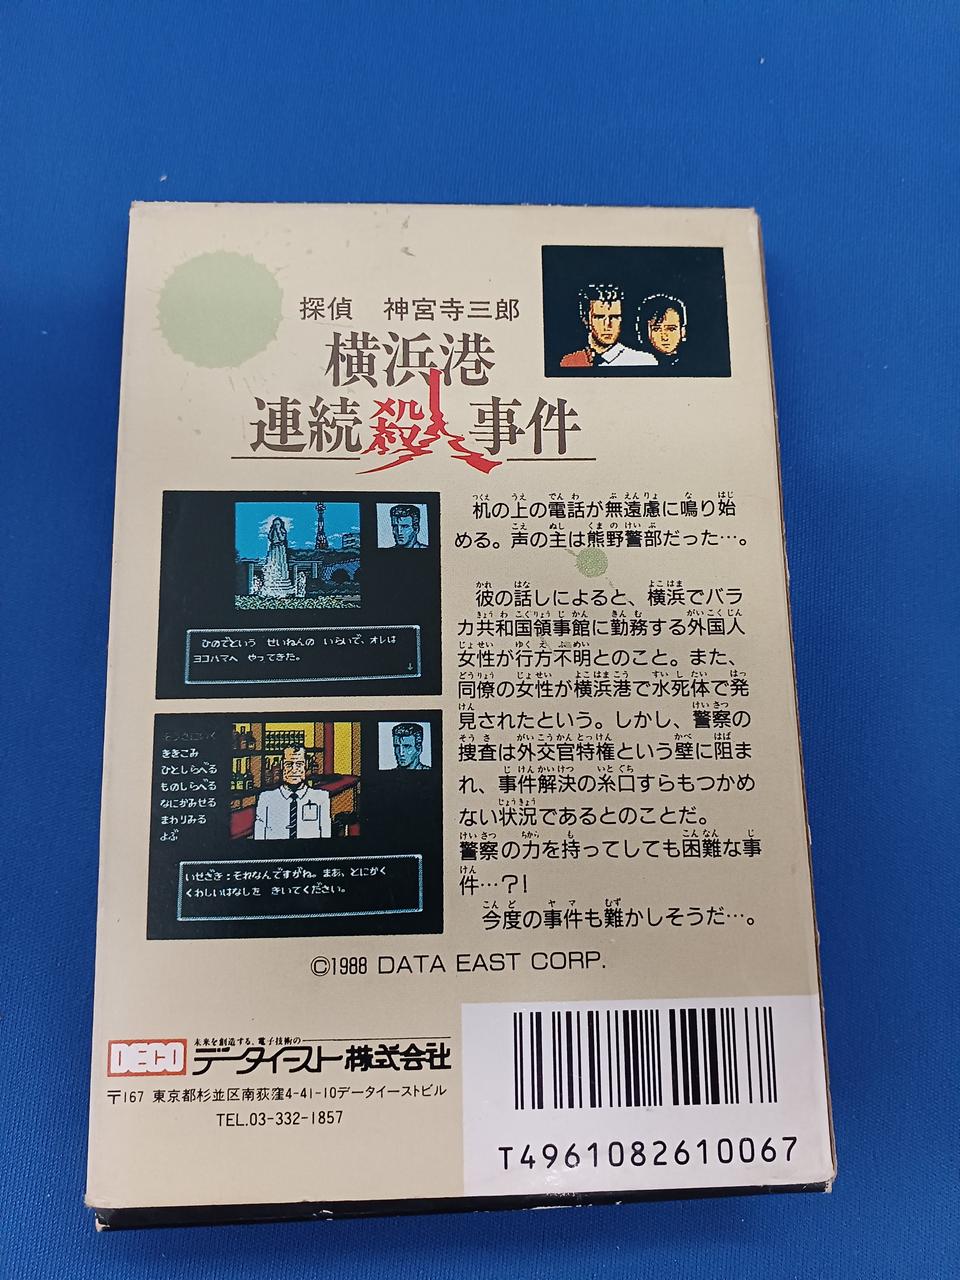 探偵　神宮寺三郎
横浜港
連続殺人事件
机の上の電話が無遠慮に鳴り始
める。声の主は熊野警部だった…。
彼の話しによると、横浜でバラ
カ共和国領事館に勤務する外国人
女性が行方不明とのこと。また、
同僚の女性が横浜港で水死体で発
見されたという。しかし、警察の
捜査は外交官特権という壁に阻ま
れ、事件解決の糸口すらもつかめ
ない状況であるとのことだ。
警察の力を持ってしても困難な事
件…?!
今度の事件も難かしそうだ…。
ひのでという　せいねんの　いらいで、オレは
ヨコハマへ　やってきた。
そうさにいく
ききこみ
ひとしらべる
ものしらべる
なにかみせる
まわりみる
よぶ
いせざき：それなんですがね。まあ、とにかく
くわしいはなしを　きいてください。
©1988 DATA EAST CORP.
未来を創造する、電子技術の
DECO データイースト株式会社
〒167 東京都杉並区南荻窪4-41-10データイーストビル
TEL.03-332-1857
T4961082610067